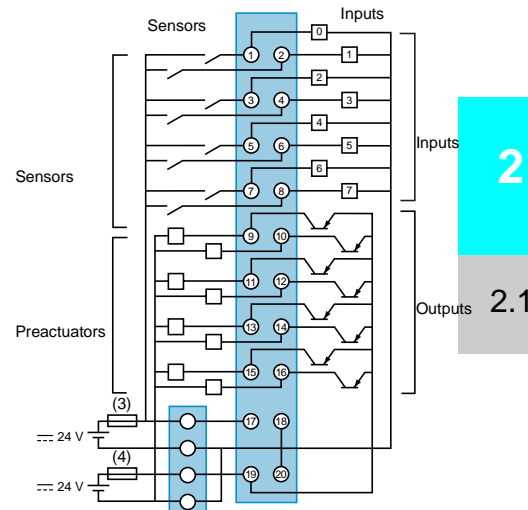 Inputs
Sensors
0
1 2 1
2
3 4 3
4
5 6 5
Inputs
2
6
Sensors
7 8 7
9 10
11 12
2.1
Outputs
13 14
Preactuators
15 16
(3)
17 18
24 V
(4)
19 20
24 V